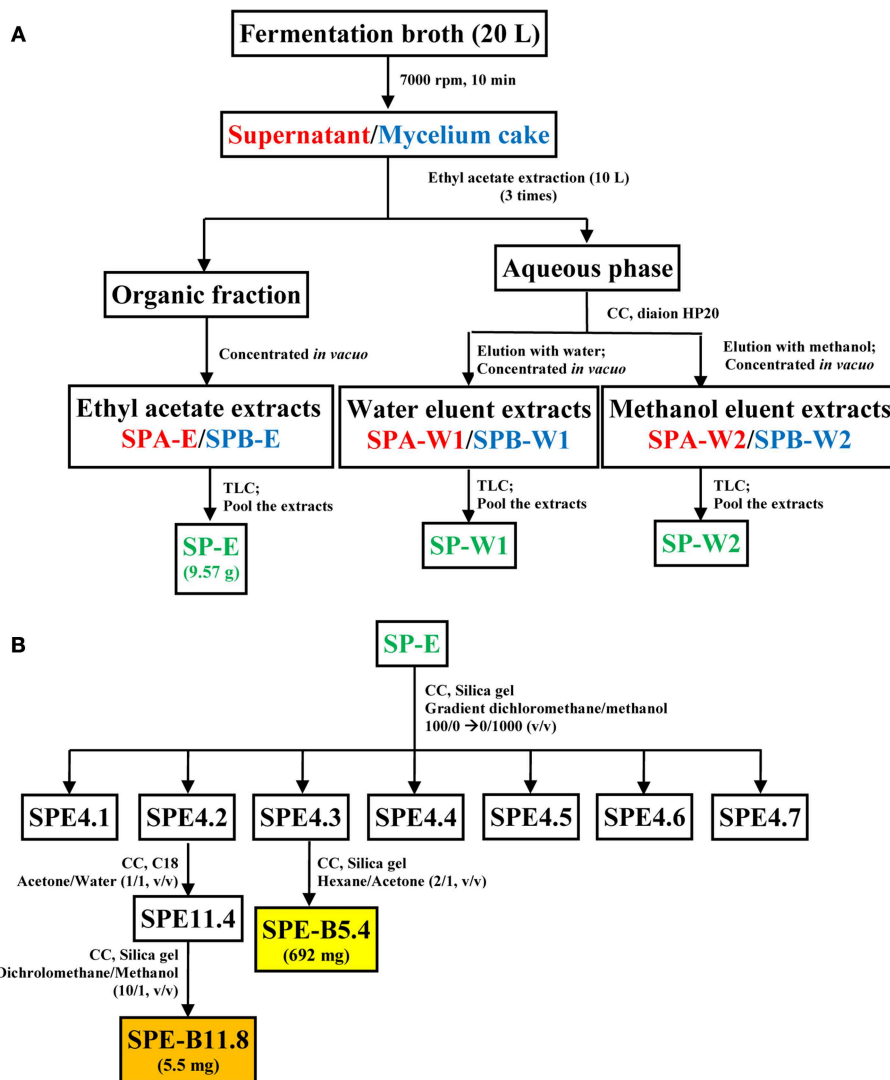 A
Fermentation broth (20 L)
7000 rpm, 10 min
Supernatant/Mycelium cake
Ethyl acetate extraction (10 L)
(3 times)
Organic fraction
Aqueous phase
CC, diaion HP20
Concentrated in vacuo
Elution with water;
Concentrated in vacuo
Elution with methanol;
Concentrated in vacuo
Ethyl acetate extracts
SPA-E/SPB-E
Water eluent extracts
SPA-W1/SPB-W1
Methanol eluent extracts
SPA-W2/SPB-W2
TLC;
Pool the extracts
TLC;
Pool the extracts
TLC;
Pool the extracts
SP-E
(9.57 g)
SP-W1
SP-W2
B
SP-E
CC, Silica gel
Gradient dichloromethane/methanol
100/0 →0/1000 (v/v)
SPE4.1
SPE4.2
SPE4.3
SPE4.4
SPE4.5
SPE4.6
SPE4.7
CC, C18
Acetone/Water (1/1, v/v)
CC, Silica gel
Hexane/Acetone (2/1, v/v)
SPE11.4
SPE-B5.4
(692 mg)
CC, Silica gel
Dichrolomethane/Methanol
(10/1, v/v)
SPE-B11.8
(5.5 mg)